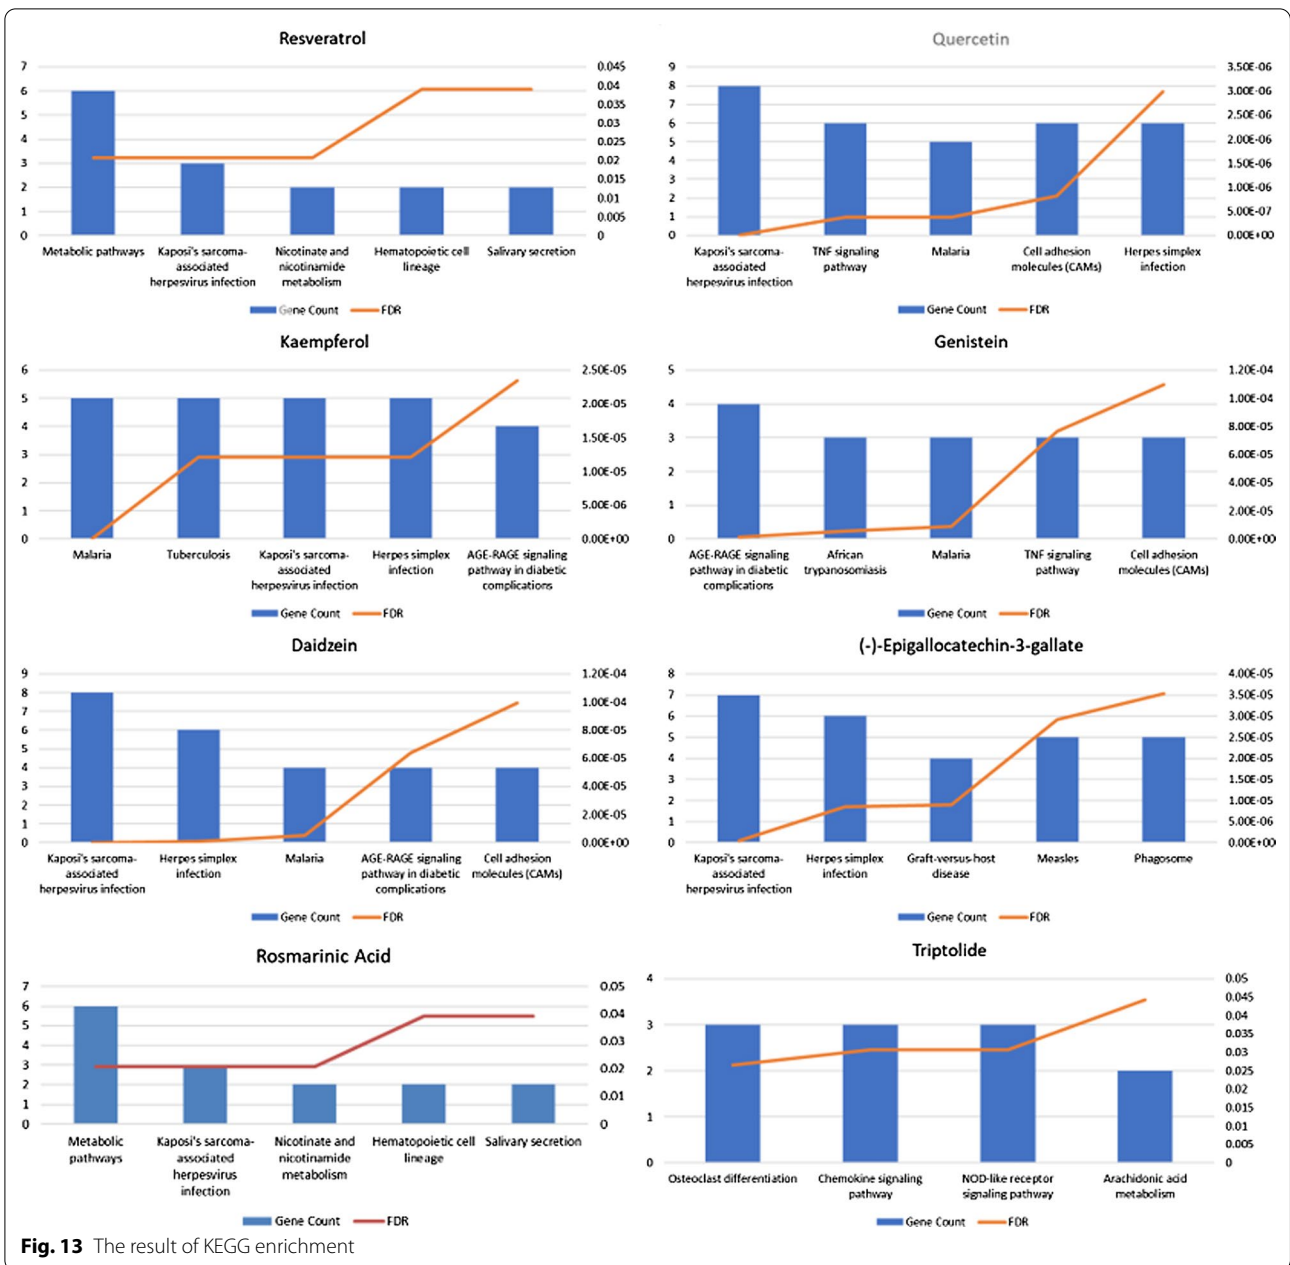 Resveratrol
7
6
5
4
3
2
1
0
0.045
0.04
0.035
0.03
0.025
0.02
0.015
0.01
0.005
0
Metabolic pathways
Kaposi's sarcoma-
associated
herpesvirus infection
Nicotinate and
nicotinamide
metabolism
Hematopoietic cell
lineage
Salivary secretion
Gene Count
FDR
Quercetin
9
8
7
6
5
4
3
2
1
0
3.50E-06
3.00E-06
2.50E-06
2.00E-06
1.50E-06
1.00E-06
5.00E-07
0.00E+00
Kaposi's sarcoma-
associated
herpesvirus infection
TNF signaling
pathway
Malaria
Cell adhesion
molecules (CAMs)
Herpes simplex
infection
Gene Count
FDR
Kaempferol
6
5
4
3
2
1
0
2.50E-05
2.00E-05
1.50E-05
1.00E-05
5.00E-06
0.00E+00
Malaria
Tuberculosis
Kaposi's sarcoma-
associated
herpesvirus infection
Herpes simplex
infection
AGE-RAGE signaling
pathway in diabetic
complications
Gene Count
FDR
Genistein
5
4
3
2
1
0
1.20E-04
1.00E-04
8.00E-05
6.00E-05
4.00E-05
2.00E-05
0.00E+00
AGE-RAGE signaling
pathway in diabetic
complications
African
trypanosomiasis
Malaria
TNF signaling
pathway
Cell adhesion
molecules (CAMs)
Gene Count
FDR
Daidzein
9
8
7
6
5
4
3
2
1
0
1.20E-04
1.00E-04
8.00E-05
6.00E-05
4.00E-05
2.00E-05
0.00E+00
Kaposi's sarcoma-
associated
herpesvirus infection
Herpes simplex
infection
Malaria
AGE-RAGE signaling
pathway in diabetic
complications
Cell adhesion
molecules (CAMs)
Gene Count
FDR
(-)-Epigallocatechin-3-gallate
8
7
6
5
4
3
2
1
0
4.00E-05
3.50E-05
3.00E-05
2.50E-05
2.00E-05
1.50E-05
1.00E-05
5.00E-06
0.00E+00
Kaposi's sarcoma-
associated
herpesvirus infection
Herpes simplex
infection
Graft-versus-host
disease
Measles
Phagosome
Gene Count
FDR
Rosmarinic Acid
7
6
5
4
3
2
1
0
0.05
0.04
0.03
0.02
0.01
0
Metabolic
pathways
Kaposi's sarcoma-
associated
herpesvirus
infection
Nicotinate and
nicotinamide
metabolism
Hematopoietic cell
lineage
Salivary secretion
Gene Count
FDR
Triptolide
4
3
2
1
0
0.05
0.045
0.04
0.035
0.03
0.025
0.02
0.015
0.01
0.005
0
Osteoclast differentiation
Chemokine signaling
pathway
NOD-like receptor
signaling pathway
Arachidonic acid
metabolism
Gene Count
FDR
Fig. 13 The result of KEGG enrichment